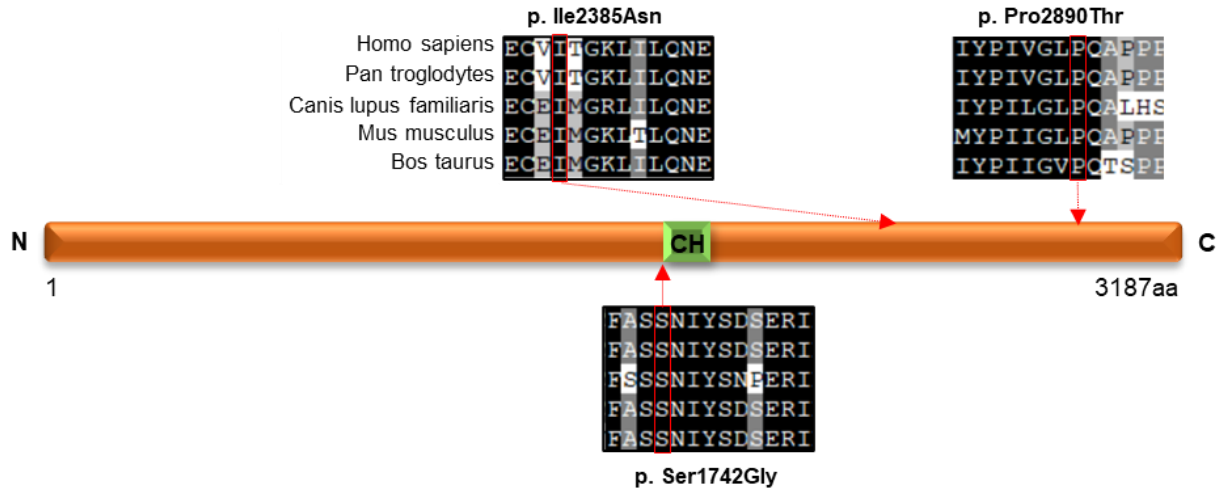 p. Ile2385Asn
p. Pro2890Thr
Homo sapiens
Pan troglodytes
Canis lupus familiaris
Mus musculus
Bos taurus
ECVITGKLILQNE
ECVITGKLILQNE
ECEIMGRLILQNE
ECEIMGKLTLQNE
ECEIMGKLILQNE
IYPIVGLPQAPPP
IYPIVGLPQAPPP
IYPILGLPQALHS
MYPIIGLPQAPPP
IYPIIGVPQTSPP
N
CH
C
1
3187aa
FASSNIYSDSERI
FASSNIYSDSERI
FSSSNIYSNPERI
FASSNIYSDSERI
FASSNIYSDSERI
p. Ser1742Gly